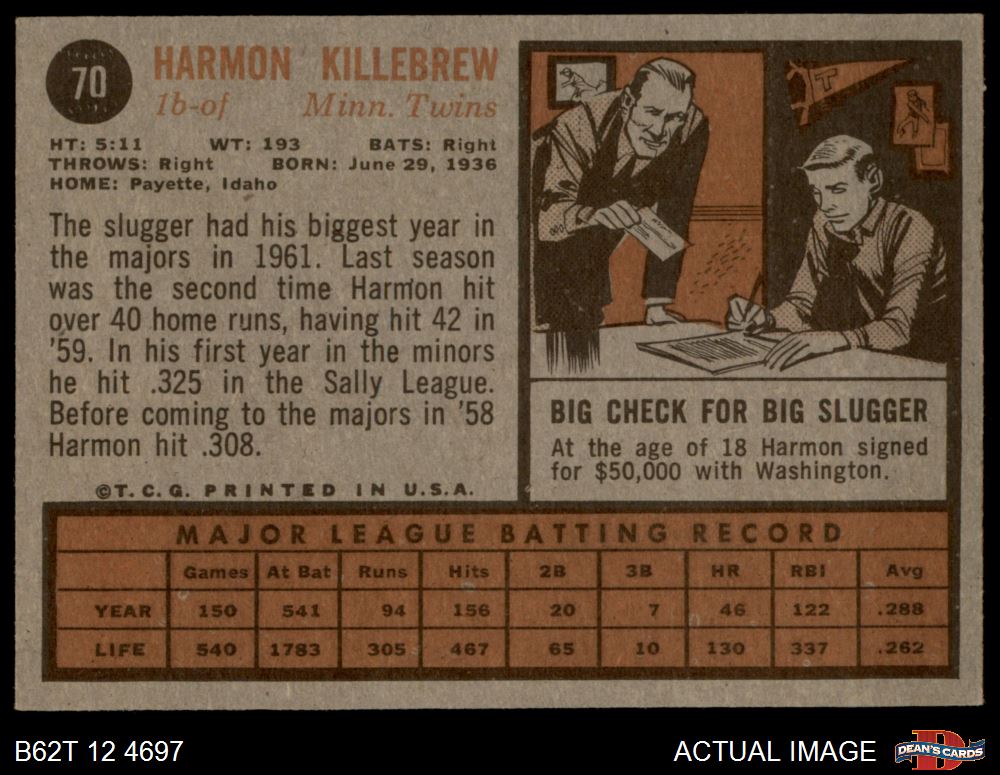 70
HARMON KILLEBREW
1b-of Minn. Twins
HT: 5:11 WT: 193 BATS: Right
THROWS: Right BORN: June 29, 1936
HOME: Payette, Idaho
The slugger had his biggest year in
the majors in 1961. Last season
was the second time Harmon hit
over 40 home runs, having hit 42 in
'59. In his first year in the minors
he hit .325 in the Sally League.
Before coming to the majors in '58
Harmon hit .308.
©T.C.G. PRINTED IN U.S.A.
T
BIG CHECK FOR BIG SLUGGER
At the age of 18 Harmon signed
for $50,000 with Washington.
MAJOR LEAGUE BATTING RECORD
Games At Bat Runs Hits 2B 3B HR RBI Avg
YEAR 150 541 94 156 20 7 46 122 .288
LIFE 540 1783 305 467 65 10 130 337 .262
B62T 12 4697
ACTUAL IMAGE
D
DEAN'S CARDS